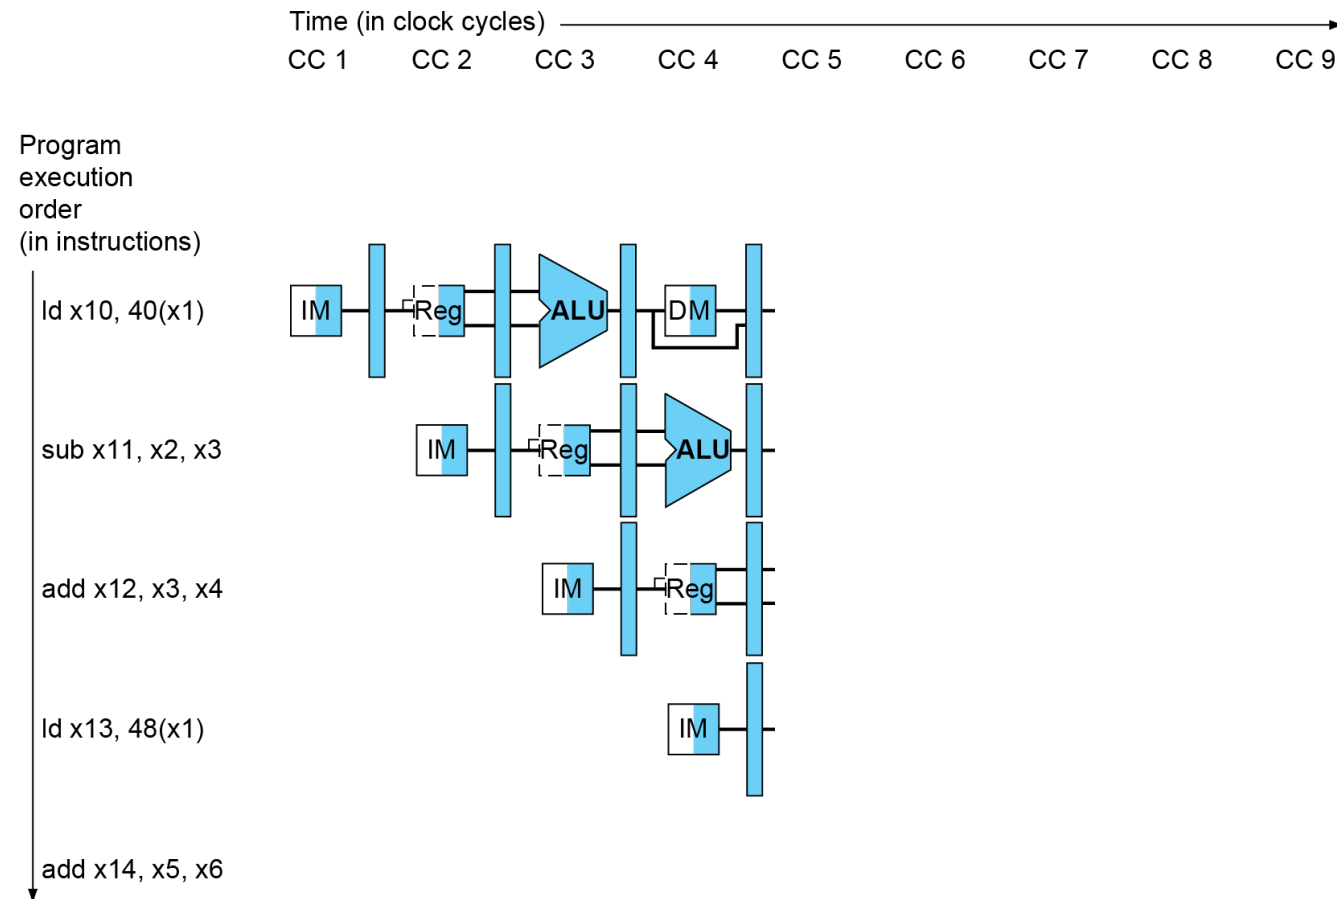 Time (in clock cycles)
CC 1 CC 2 CC 3 CC 4 CC 5 CC 6 CC 7 CC 8 CC 9
Program
execution
order
(in instructions)
ld x10, 40(x1) IM Reg ALU DM
sub x11, x2, x3 IM Reg ALU
add x12, x3, x4 IM Reg
ld x13, 48(x1) IM
add x14, x5, x6